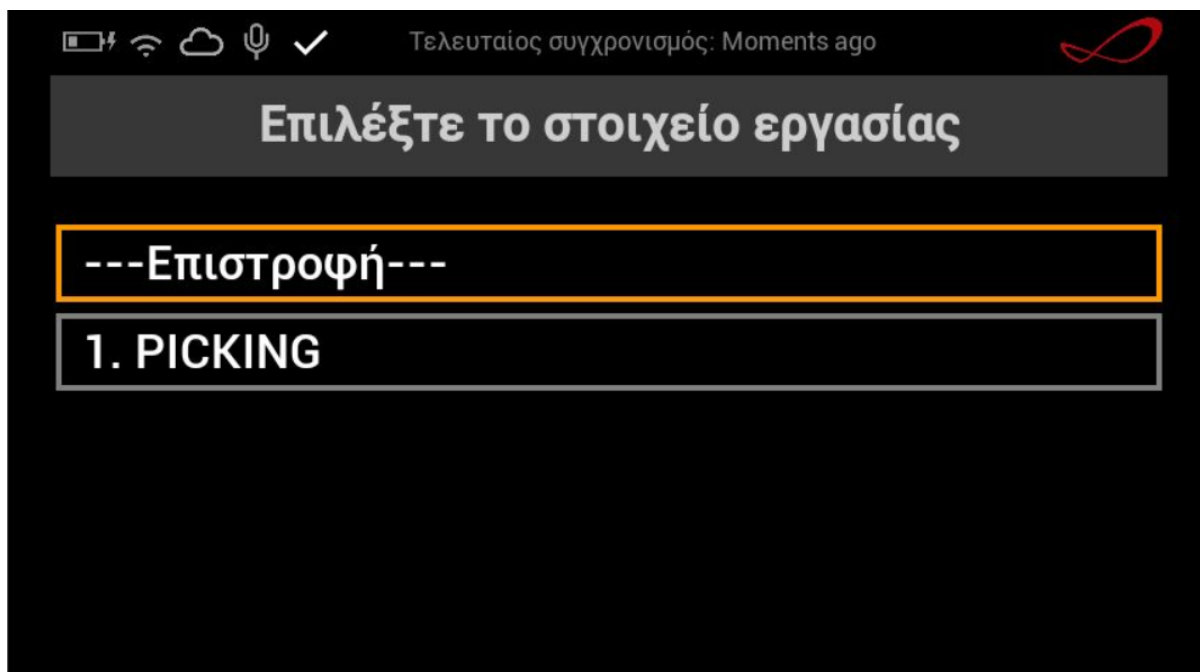 Τελευταίος συγχρονισμός: Moments ago
Επιλέξτε το στοιχείο εργασίας
---Επιστροφή---
1. PICKING